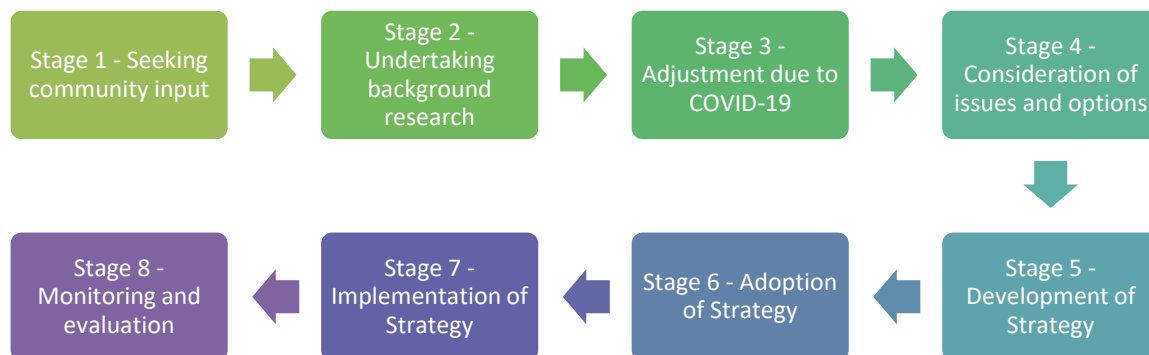 Stage 1 - Seeking
community input
Stage 2 -
Undertaking
background
research
Stage 3 -
Adjustment due to
COVID-19
Stage 4 -
Consideration of
issues and options
Stage 5 -
Development of
Strategy
Stage 6 - Adoption
of Strategy
Stage 7 -
Implementation of
Strategy
Stage 8 -
Monitoring and
evaluation